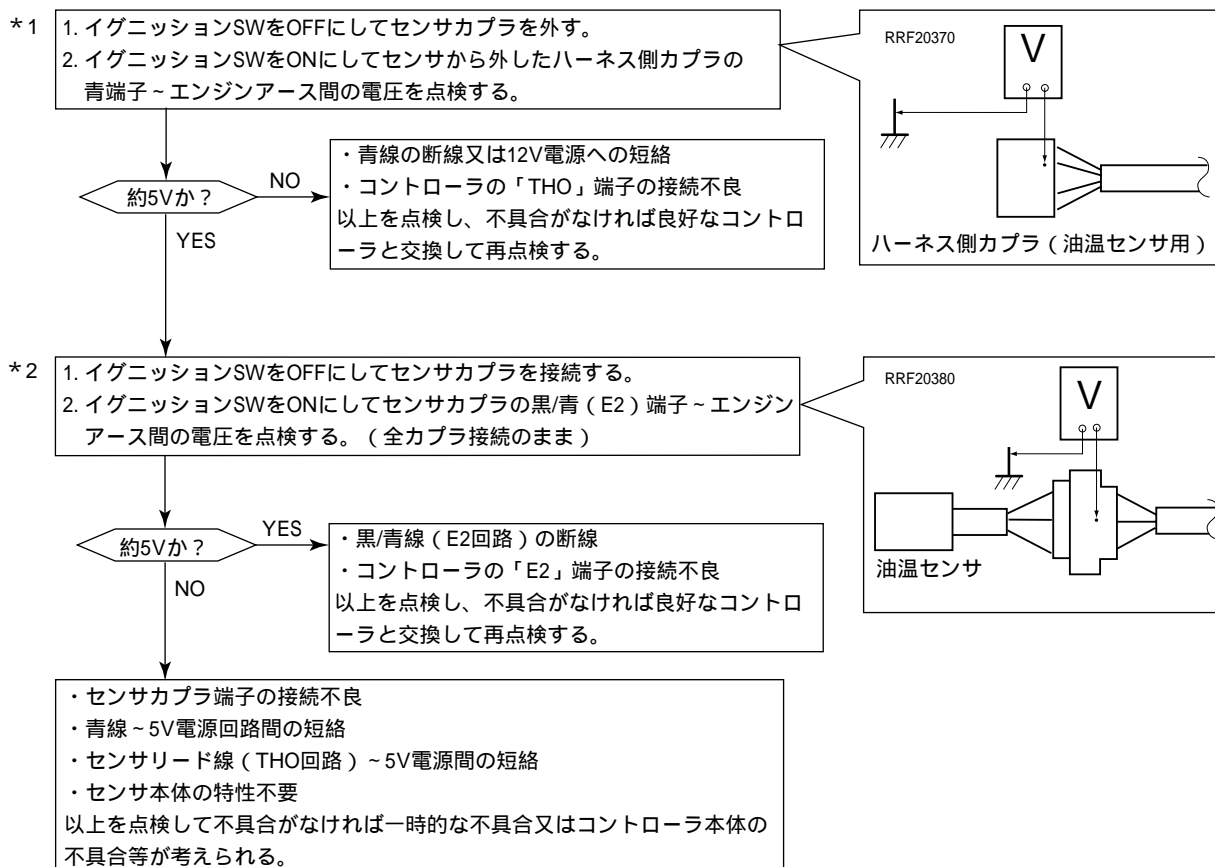 *1
1. イグニッションSWをOFFにしてセンサカプラを外す。
2. イグニッションSWをONにしてセンサから外したハーネス側カプラの
青端子~エンジンアース間の電圧を点検する。
RRF20370
V
ハーネス側カプラ(油温センサ用)
約5Vか?
NO
YES
・青線の断線又は12V電源への短絡
・コントローラの「THO」端子の接続不良
以上を点検し、不具合がなければ良好なコントロ
ーラと交換して再点検する。
*2
1. イグニッションSWをOFFにしてセンサカプラを接続する。
2. イグニッションSWをONにしてセンサカプラの黒/青(E2)端子~エンジン
アース間の電圧を点検する。(全カプラ接続のまま)
RRF20380
V
油温センサ
約5Vか?
YES
NO
・黒/青線(E2回路)の断線
・コントローラの「E2」端子の接続不良
以上を点検し、不具合がなければ良好なコントロ
ーラと交換して再点検する。
・センサカプラ端子の接続不良
・青線~5V電源回路間の短絡
・センサリード線(THO回路)~5V電源間の短絡
・センサ本体の特性不要
以上を点検して不具合がなければ一時的な不具合又はコントローラ本体の
不具合等が考えられる。